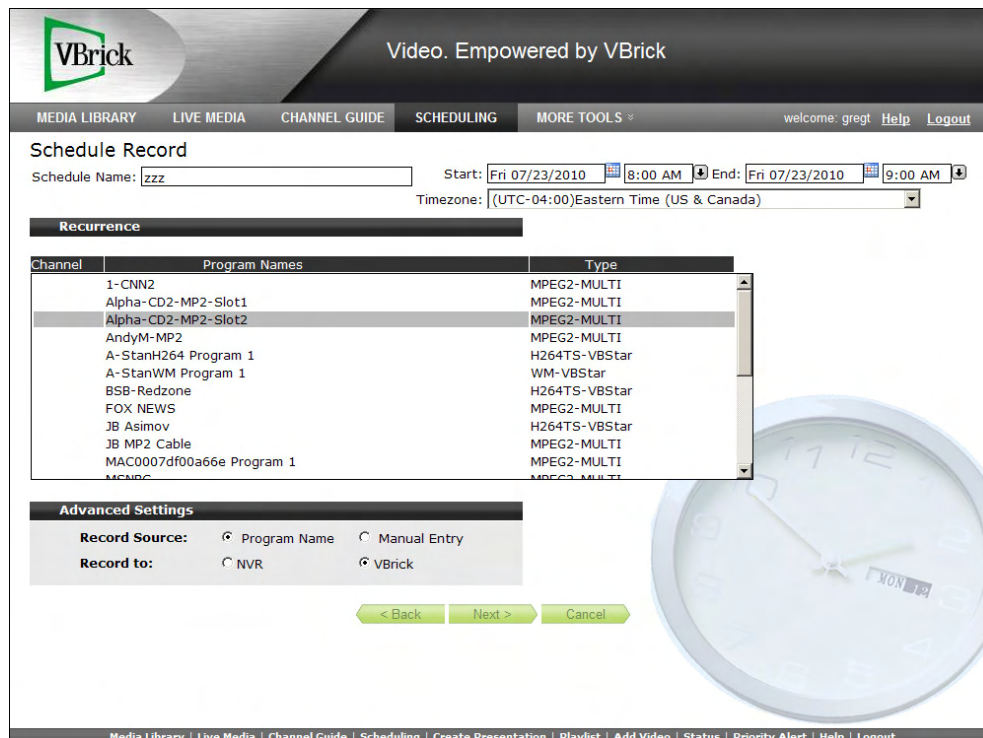 VBrick
Video. Empowered by VBrick
MEDIA LIBRARY LIVE MEDIA CHANNEL GUIDE SCHEDULING MORE TOOLS welcome: gregt Help Logout
Schedule Record
Schedule Name: zzz Start: Fri 07/23/2010 8:00 AM End: Fri 07/23/2010 9:00 AM
Timezone: (UTC-04:00)Eastern Time (US & Canada)
Recurrence
Channel Program Names Type
1-CNN2 MPEG2-MULTI
Alpha-CD2-MP2-Slot1 MPEG2-MULTI
Alpha-CD2-MP2-Slot2 MPEG2-MULTI
AndyM-MP2 MPEG2-MULTI
A-StanH264 Program 1 H264TS-VBStar
A-StanWM Program 1 WM-VBStar
BSB-Redzone H264TS-VBStar
FOX NEWS MPEG2-MULTI
JB Asimov H264TS-VBStar
JB MP2 Cable MPEG2-MULTI
MAC0007df00a66e Program 1 MPEG2-MULTI
MSNBC MPEG2-MULTI
Advanced Settings
Record Source: Program Name Manual Entry
Record to: NVR VBrick
< Back Next > Cancel
11 12
MON 12
Media Library | Live Media | Channel Guide | Scheduling | Create Presentation | Playlist | Add Video | Status | Priority Alert | Help | Logout